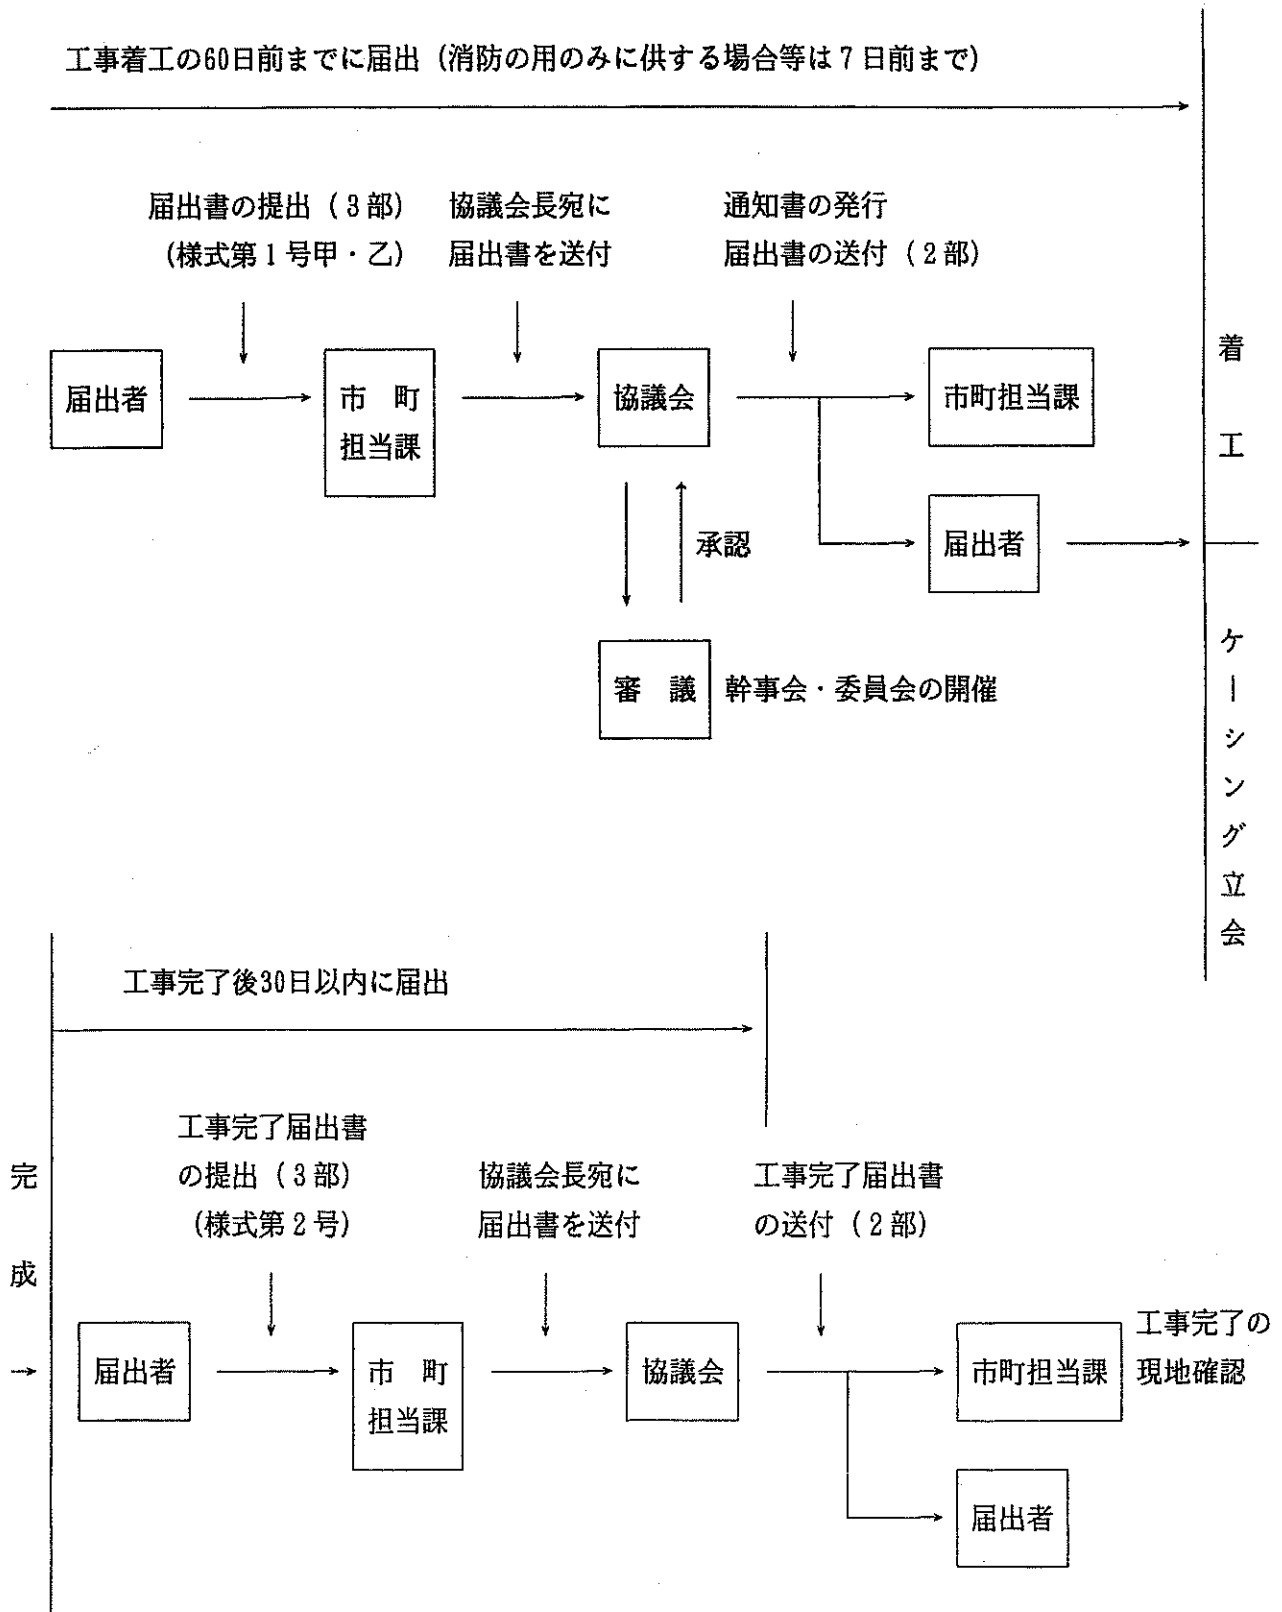 工事着工の60日前までに届出（消防の用のみに供する場合等は７日前まで）
届出書の提出（３部）
（様式第１号甲・乙）
協議会長宛に
届出書を送付
通知書の発行
届出書の送付（２部）
届出者
市　町
担当課
協議会
市町担当課
承認
届出者
審　議
幹事会・委員会の開催
着工
ケーシング立会
工事完了後30日以内に届出
完成
工事完了届出書
の提出（３部）
（様式第２号）
協議会長宛に
届出書を送付
工事完了届出書
の送付（２部）
届出者
市　町
担当課
協議会
市町担当課
工事完了の
現地確認
届出者